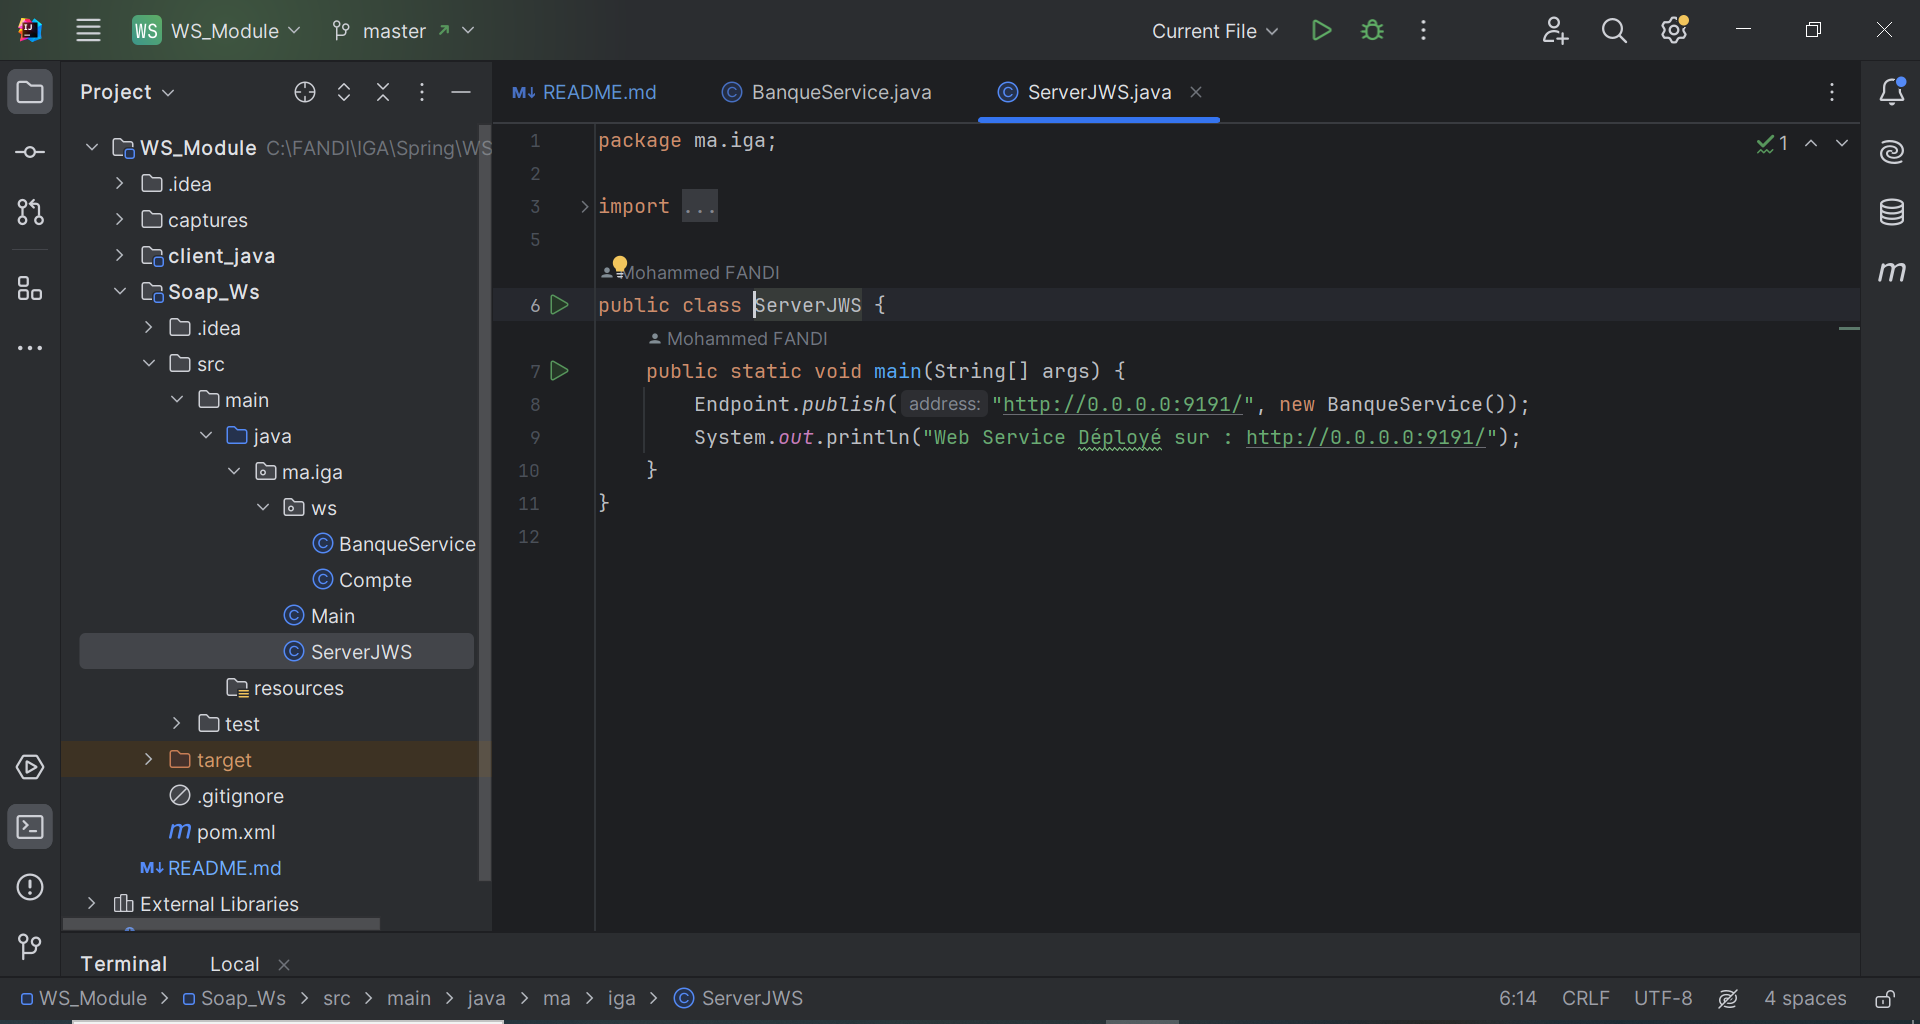 WS WS_Module master Current File
Project
README.md BanqueService.java ServerJWS.java
WS_Module C:\FANDI\IGA\Spring\WS
.idea
captures
client_java
Soap_Ws
.idea
src
main
java
ma.iga
ws
BanqueService
Compte
Main
ServerJWS
resources
test
target
.gitignore
pom.xml
README.md
External Libraries
1 package ma.iga;
2
3 import ...
5
Mohammed FANDI
6 public class ServerJWS {
Mohammed FANDI
7 public static void main(String[] args) {
8 Endpoint.publish( address: "http://0.0.0.0:9191/", new BanqueService());
9 System.out.println("Web Service Déployé sur : http://0.0.0.0:9191/");
10 }
11 }
12
1
Terminal Local
WS_Module > Soap_Ws > src > main > java > ma > iga > ServerJWS 6:14 CRLF UTF-8 4 spaces